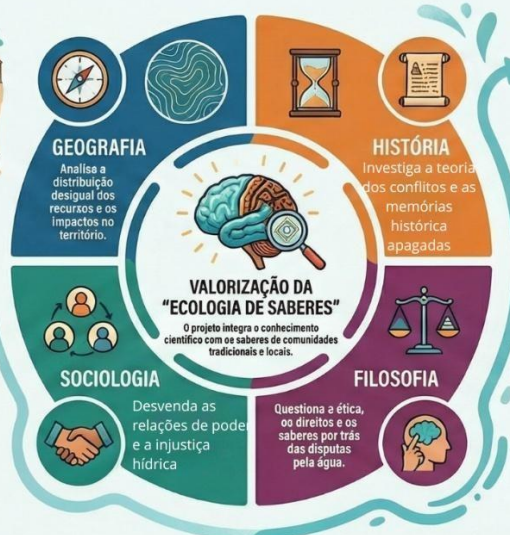 GEOGRAFIA
Analisa a
distribuição
desigual dos
recurxos e os
impactos no
território.
HISTÓRIA
Investiga a teoria
dos conflitos e as
memórias
histórica
apagadas
VALORIZAÇÃO DA
“ECOLOGIA DE SABERES”
O projeto integra o conhecimento
científico com os saberes de comunidades
tradicionais e locais.
SOCIOLOGIA
Desvenda as
relações de poder
e a injustiça
hídrica
FILOSOFIA
Questiona a ética,
oo direitos e os
saberes por trás
das disputas
pela água.